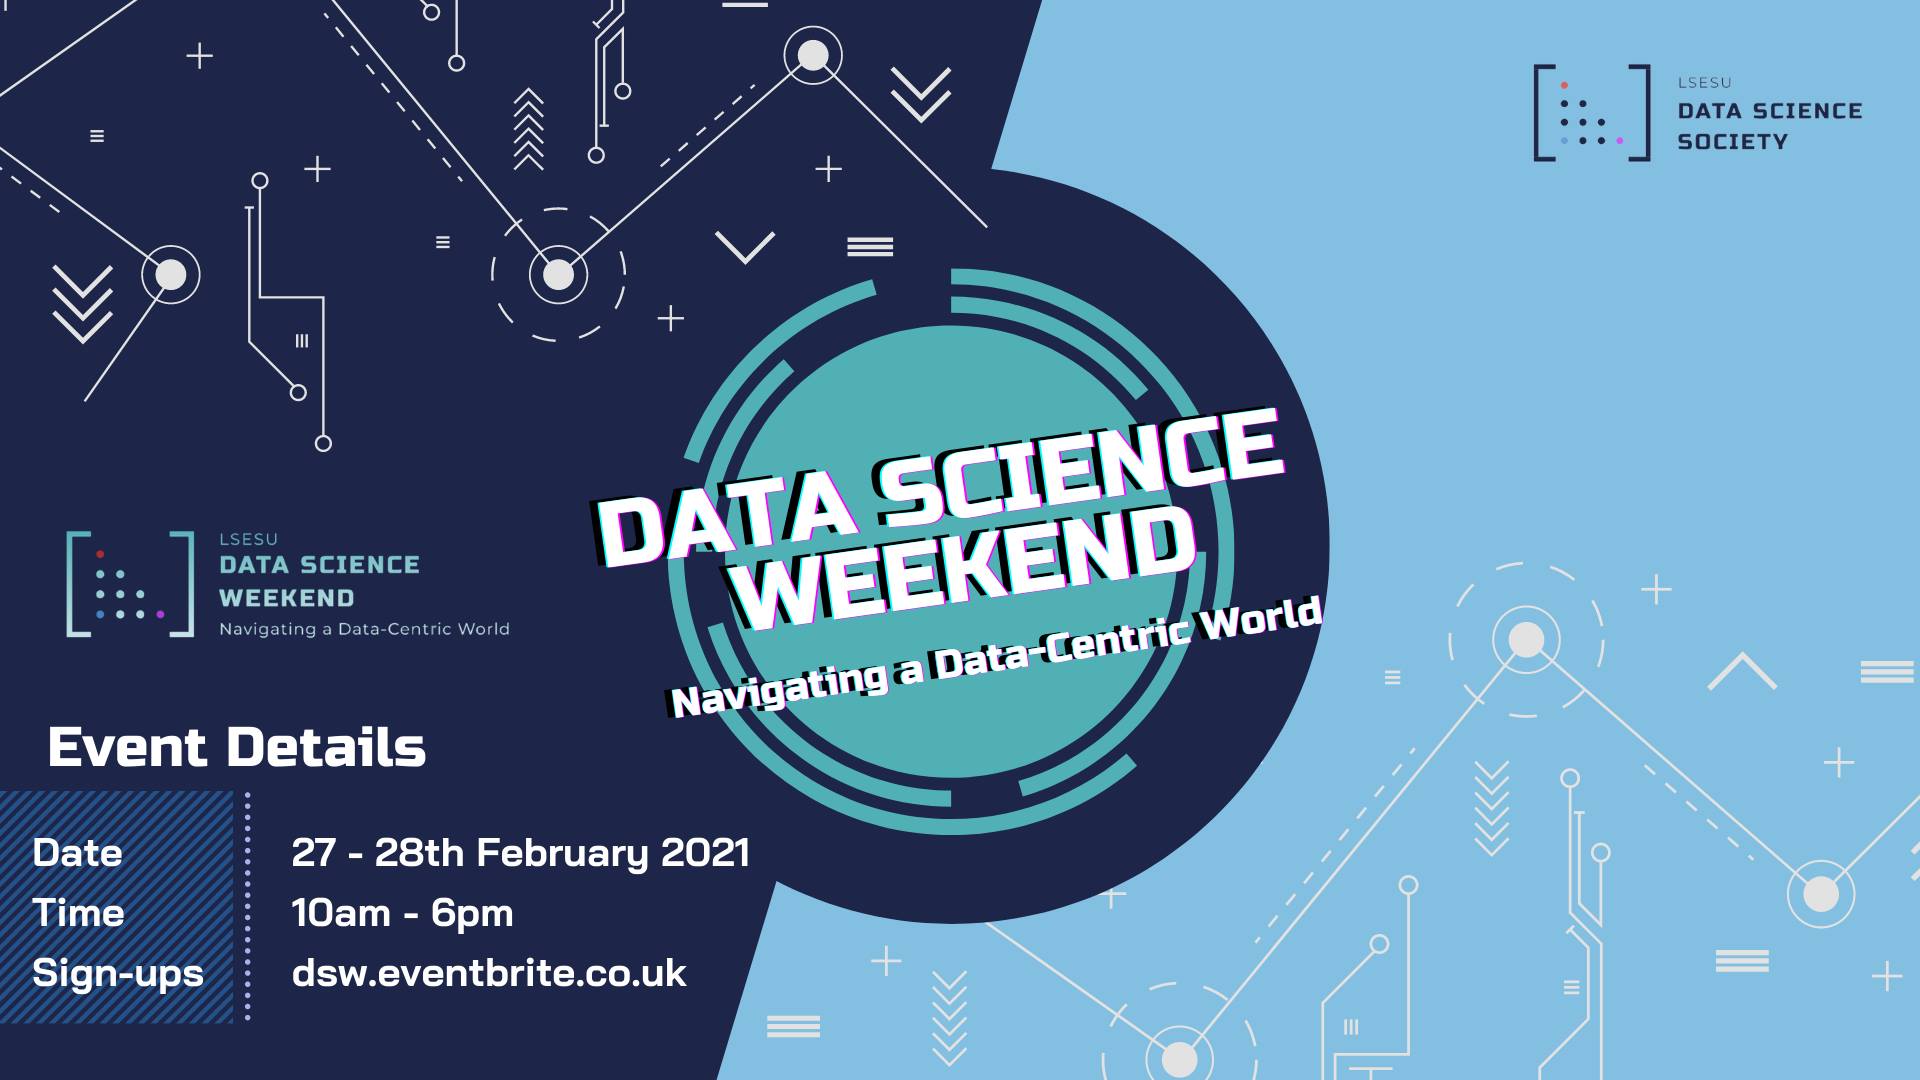 LSESU
DATA SCIENCE
SOCIETY
DATA SCIENCE
WEEKEND
Navigating a Data-Centric World
LSESU
DATA SCIENCE
WEEKEND
Navigating a Data-Centric World
Event Details
Date 27 - 28th February 2021
Time 10am - 6pm
Sign-ups dsw.eventbrite.co.uk